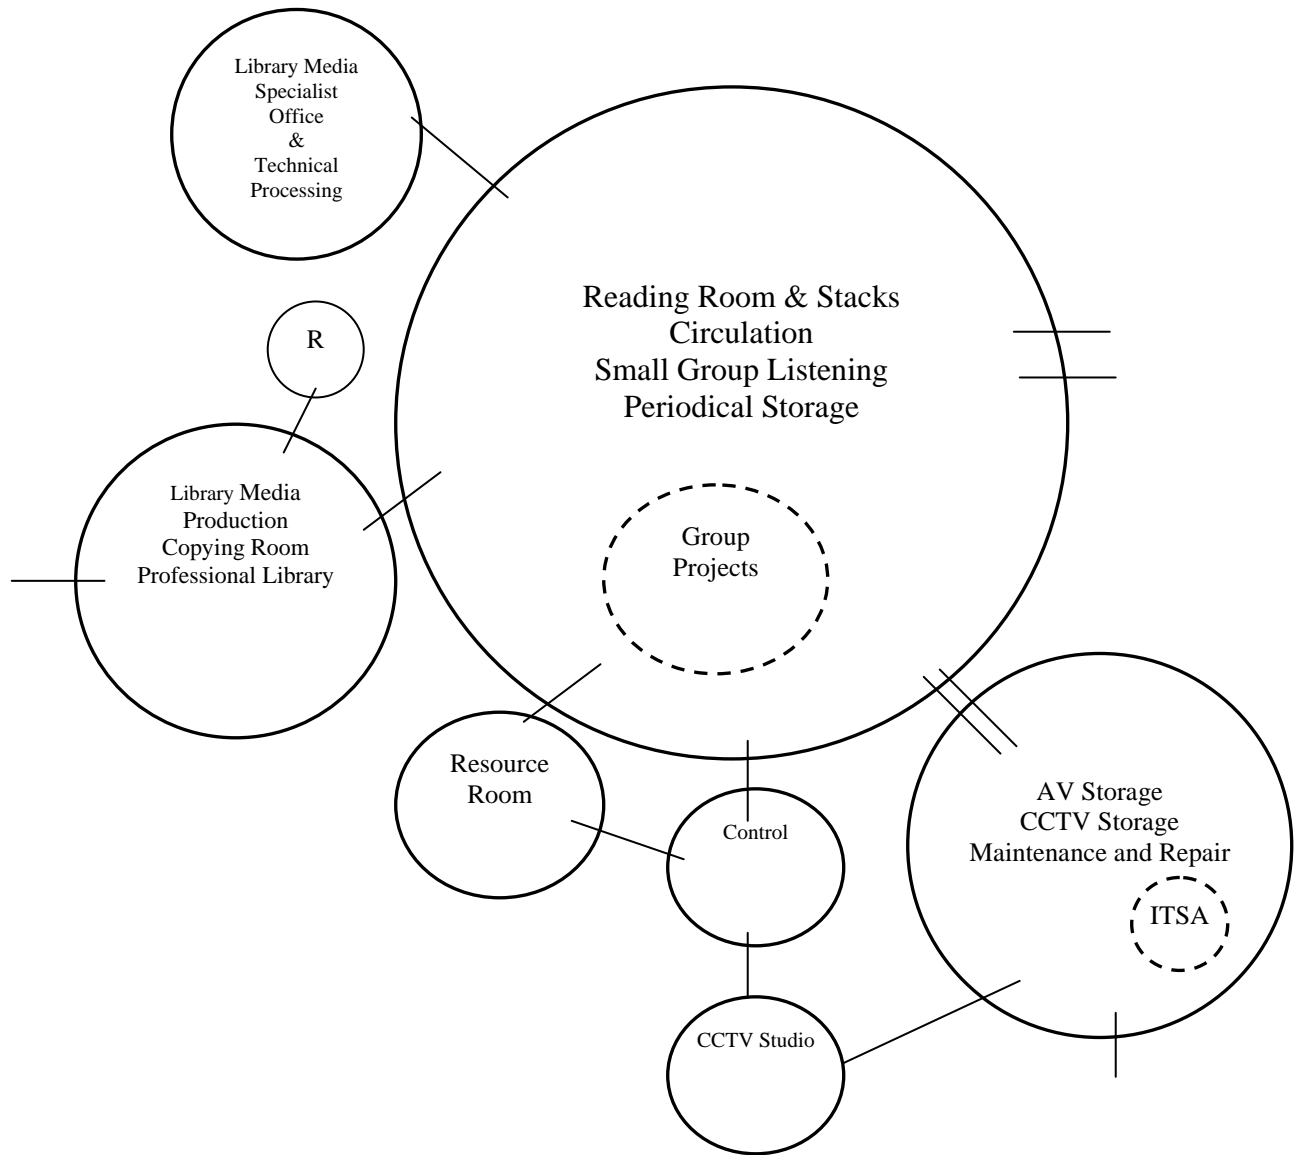 Library Media
Specialist
Office
&
Technical
Processing
Reading Room & Stacks
Circulation
Small Group Listening
Periodical Storage
R
Library Media
Production
Copying Room
Professional Library
Group
Projects
Resource
Room
Control
AV Storage
CCTV Storage
Maintenance and Repair
ITSA
CCTV Studio